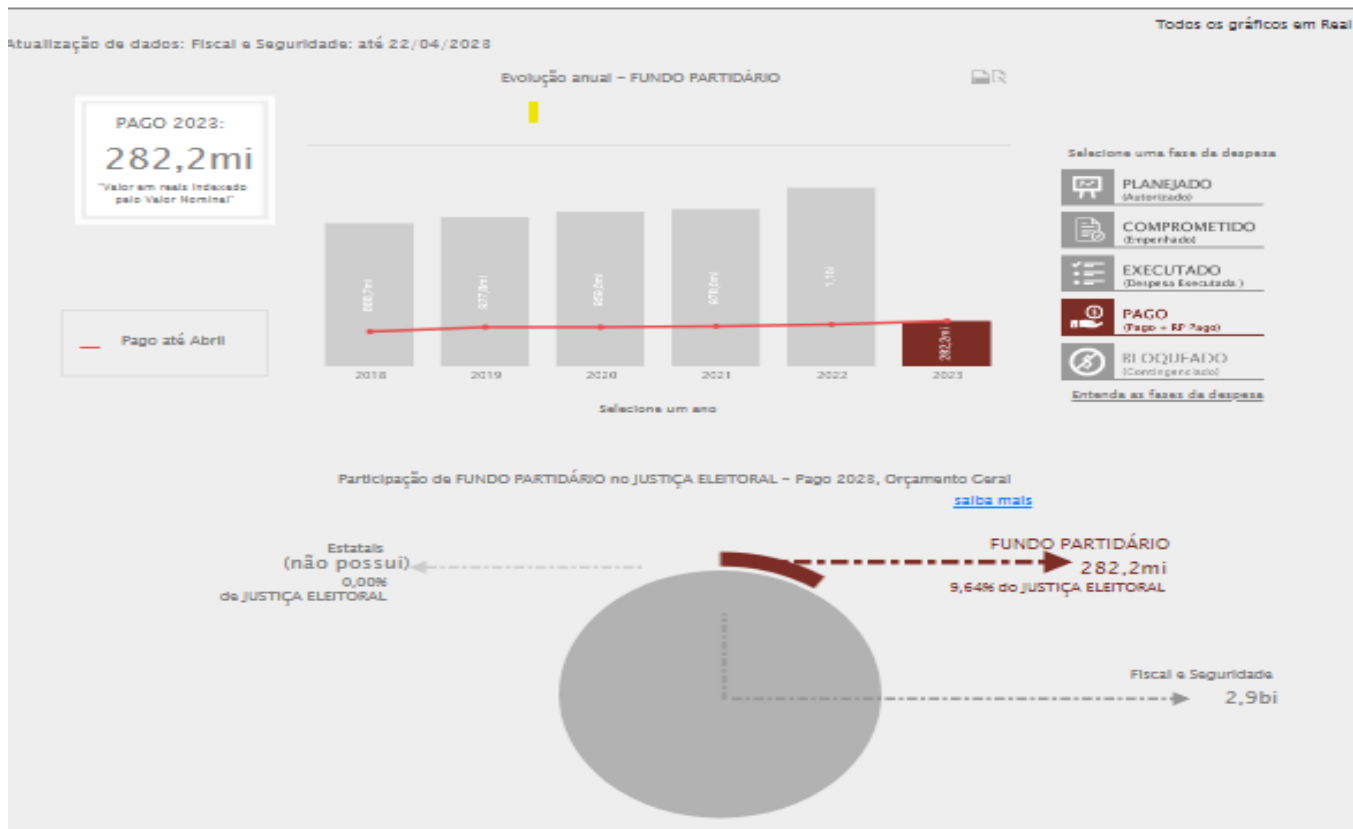 Todos os gráficos em Real
Atualização de dados: Fiscal e Seguridade: até 22/04/2023
Evolução anual – FUNDO PARTIDÁRIO
PAGO 2023:
282,2mi
"Valor em reais indexado
pelo Valor Nominal"
Pago até Abril
1,1bi
282,2mi
2018
2019
2020
2021
2022
2023
Selecione um ano
Selecione uma fase da despesa
PLANEJADO
(Autorizado)
COMPROMETIDO
(Empenhado)
EXECUTADO
(Despesa Executada )
PAGO
(Pago + RP Pago)
BLOQUEADO
(Contingenciado)
Entenda as fases da despesa
Participação de FUNDO PARTIDÁRIO no JUSTIÇA ELEITORAL – Pago 2023, Orçamento Geral
saiba mais
Estatais
(não possui)
0,00%
de JUSTIÇA ELEITORAL
FUNDO PARTIDÁRIO
282,2mi
9,64% do JUSTIÇA ELEITORAL
Fiscal e Seguridade
2,9bi